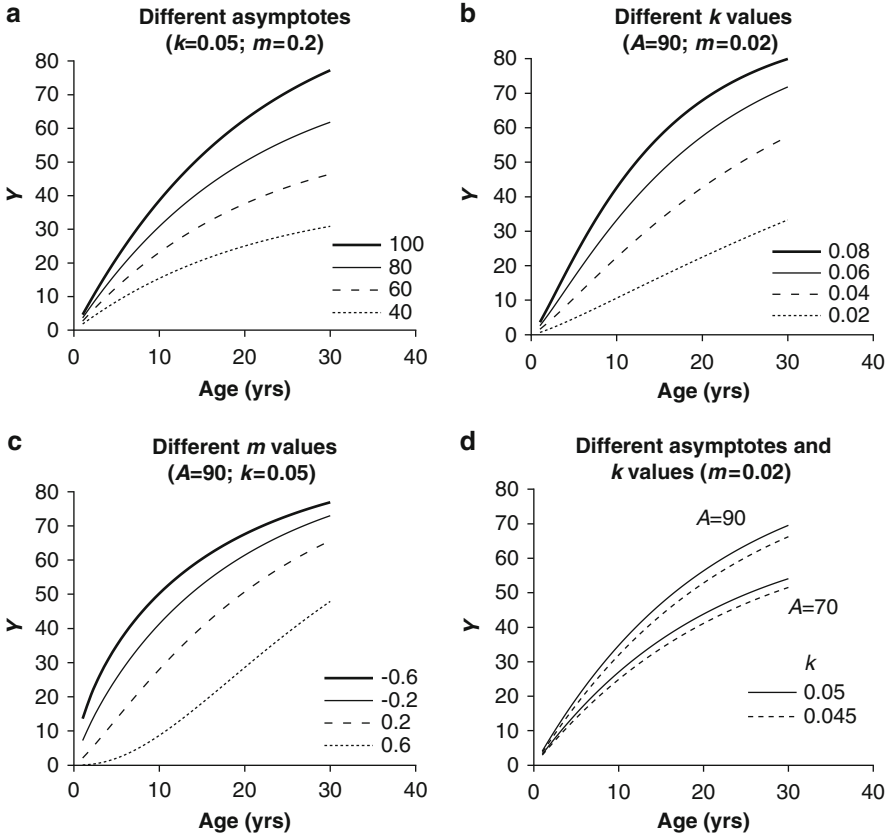 a
Different asymptotes
(k=0.05; m=0.2)
80
70
60
50
40
30
20
10
0
Y
0 10 20 30 40
Age (yrs)
100
80
60
40
b
Different k values
(A=90; m=0.02)
80
70
60
50
40
30
20
10
0
Y
0 10 20 30 40
Age (yrs)
0.08
0.06
0.04
0.02
c
Different m values
(A=90; k=0.05)
80
70
60
50
40
30
20
10
0
Y
0 10 20 30 40
Age (yrs)
-0.6
-0.2
0.2
0.6
d
Different asymptotes and
k values (m=0.02)
80
70
60
50
40
30
20
10
0
Y
0 10 20 30 40
Age (yrs)
A=90
A=70
k
0.05
0.045